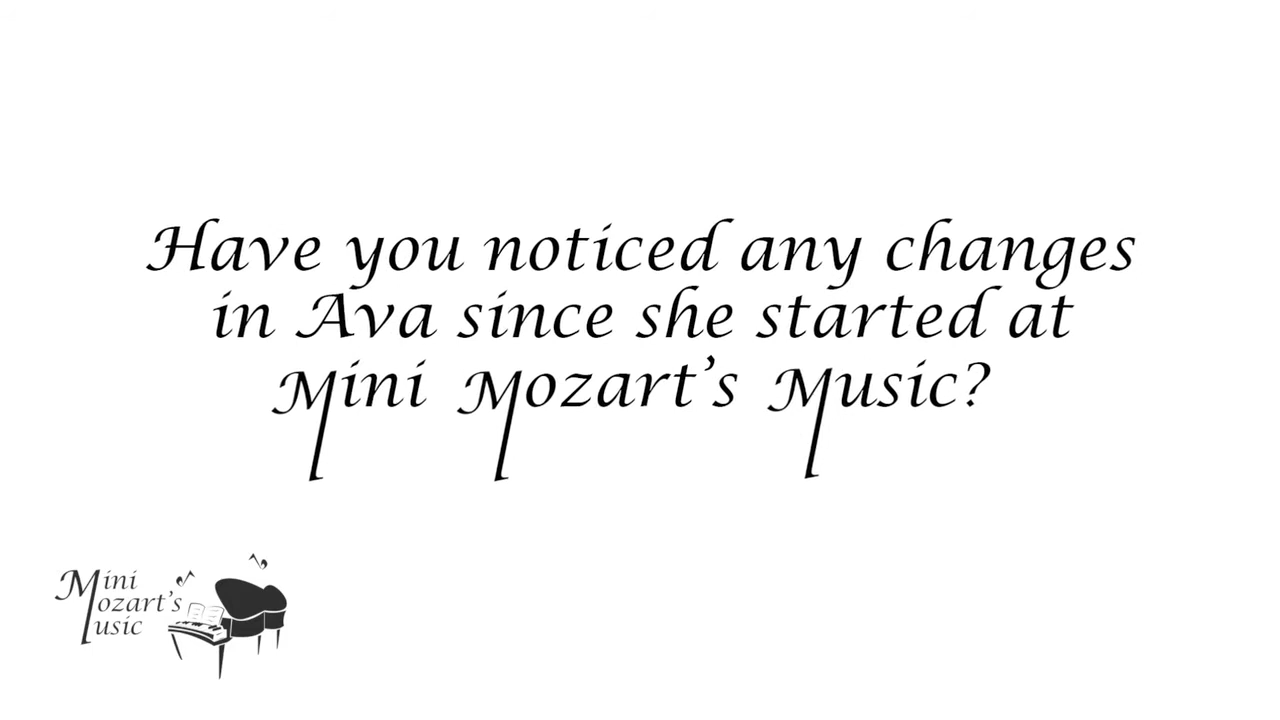 Have you noticed any changes
in Ava since she started at
Mini Mozart's Music?
Mini
Mozart's
Music